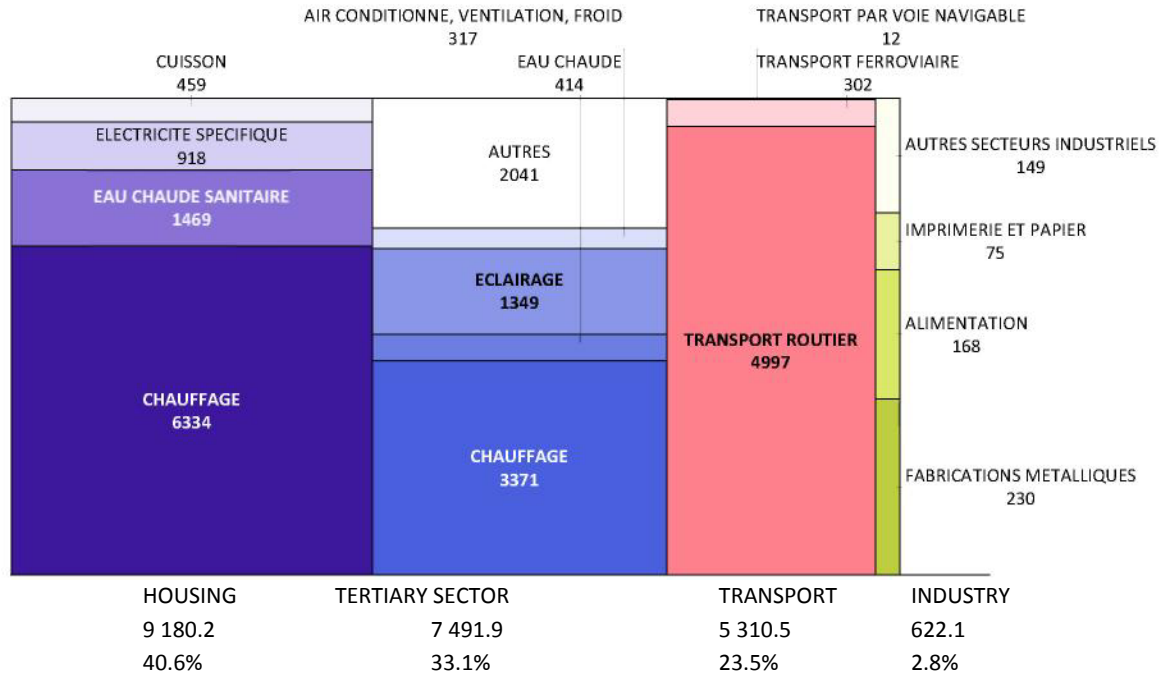 AIR CONDITIONNE, VENTILATION, FROID
317
TRANSPORT PAR VOIE NAVIGABLE
12
CUISSON
459
EAU CHAUDE
414
TRANSPORT FERROVIAIRE
302
ELECTRICITE SPECIFIQUE
918
EAU CHAUDE SANITAIRE
1469
CHAUFFAGE
6334
AUTRES
2041
ECLAIRAGE
1349
CHAUFFAGE
3371
TRANSPORT ROUTIER
4997
AUTRES SECTEURS INDUSTRIELS
149
IMPRIMERIE ET PAPIER
75
ALIMENTATION
168
FABRICATIONS METALLIQUES
230
HOUSING
9 180.2
40.6%
TERTIARY SECTOR
7 491.9
33.1%
TRANSPORT
5 310.5
23.5%
INDUSTRY
622.1
2.8%